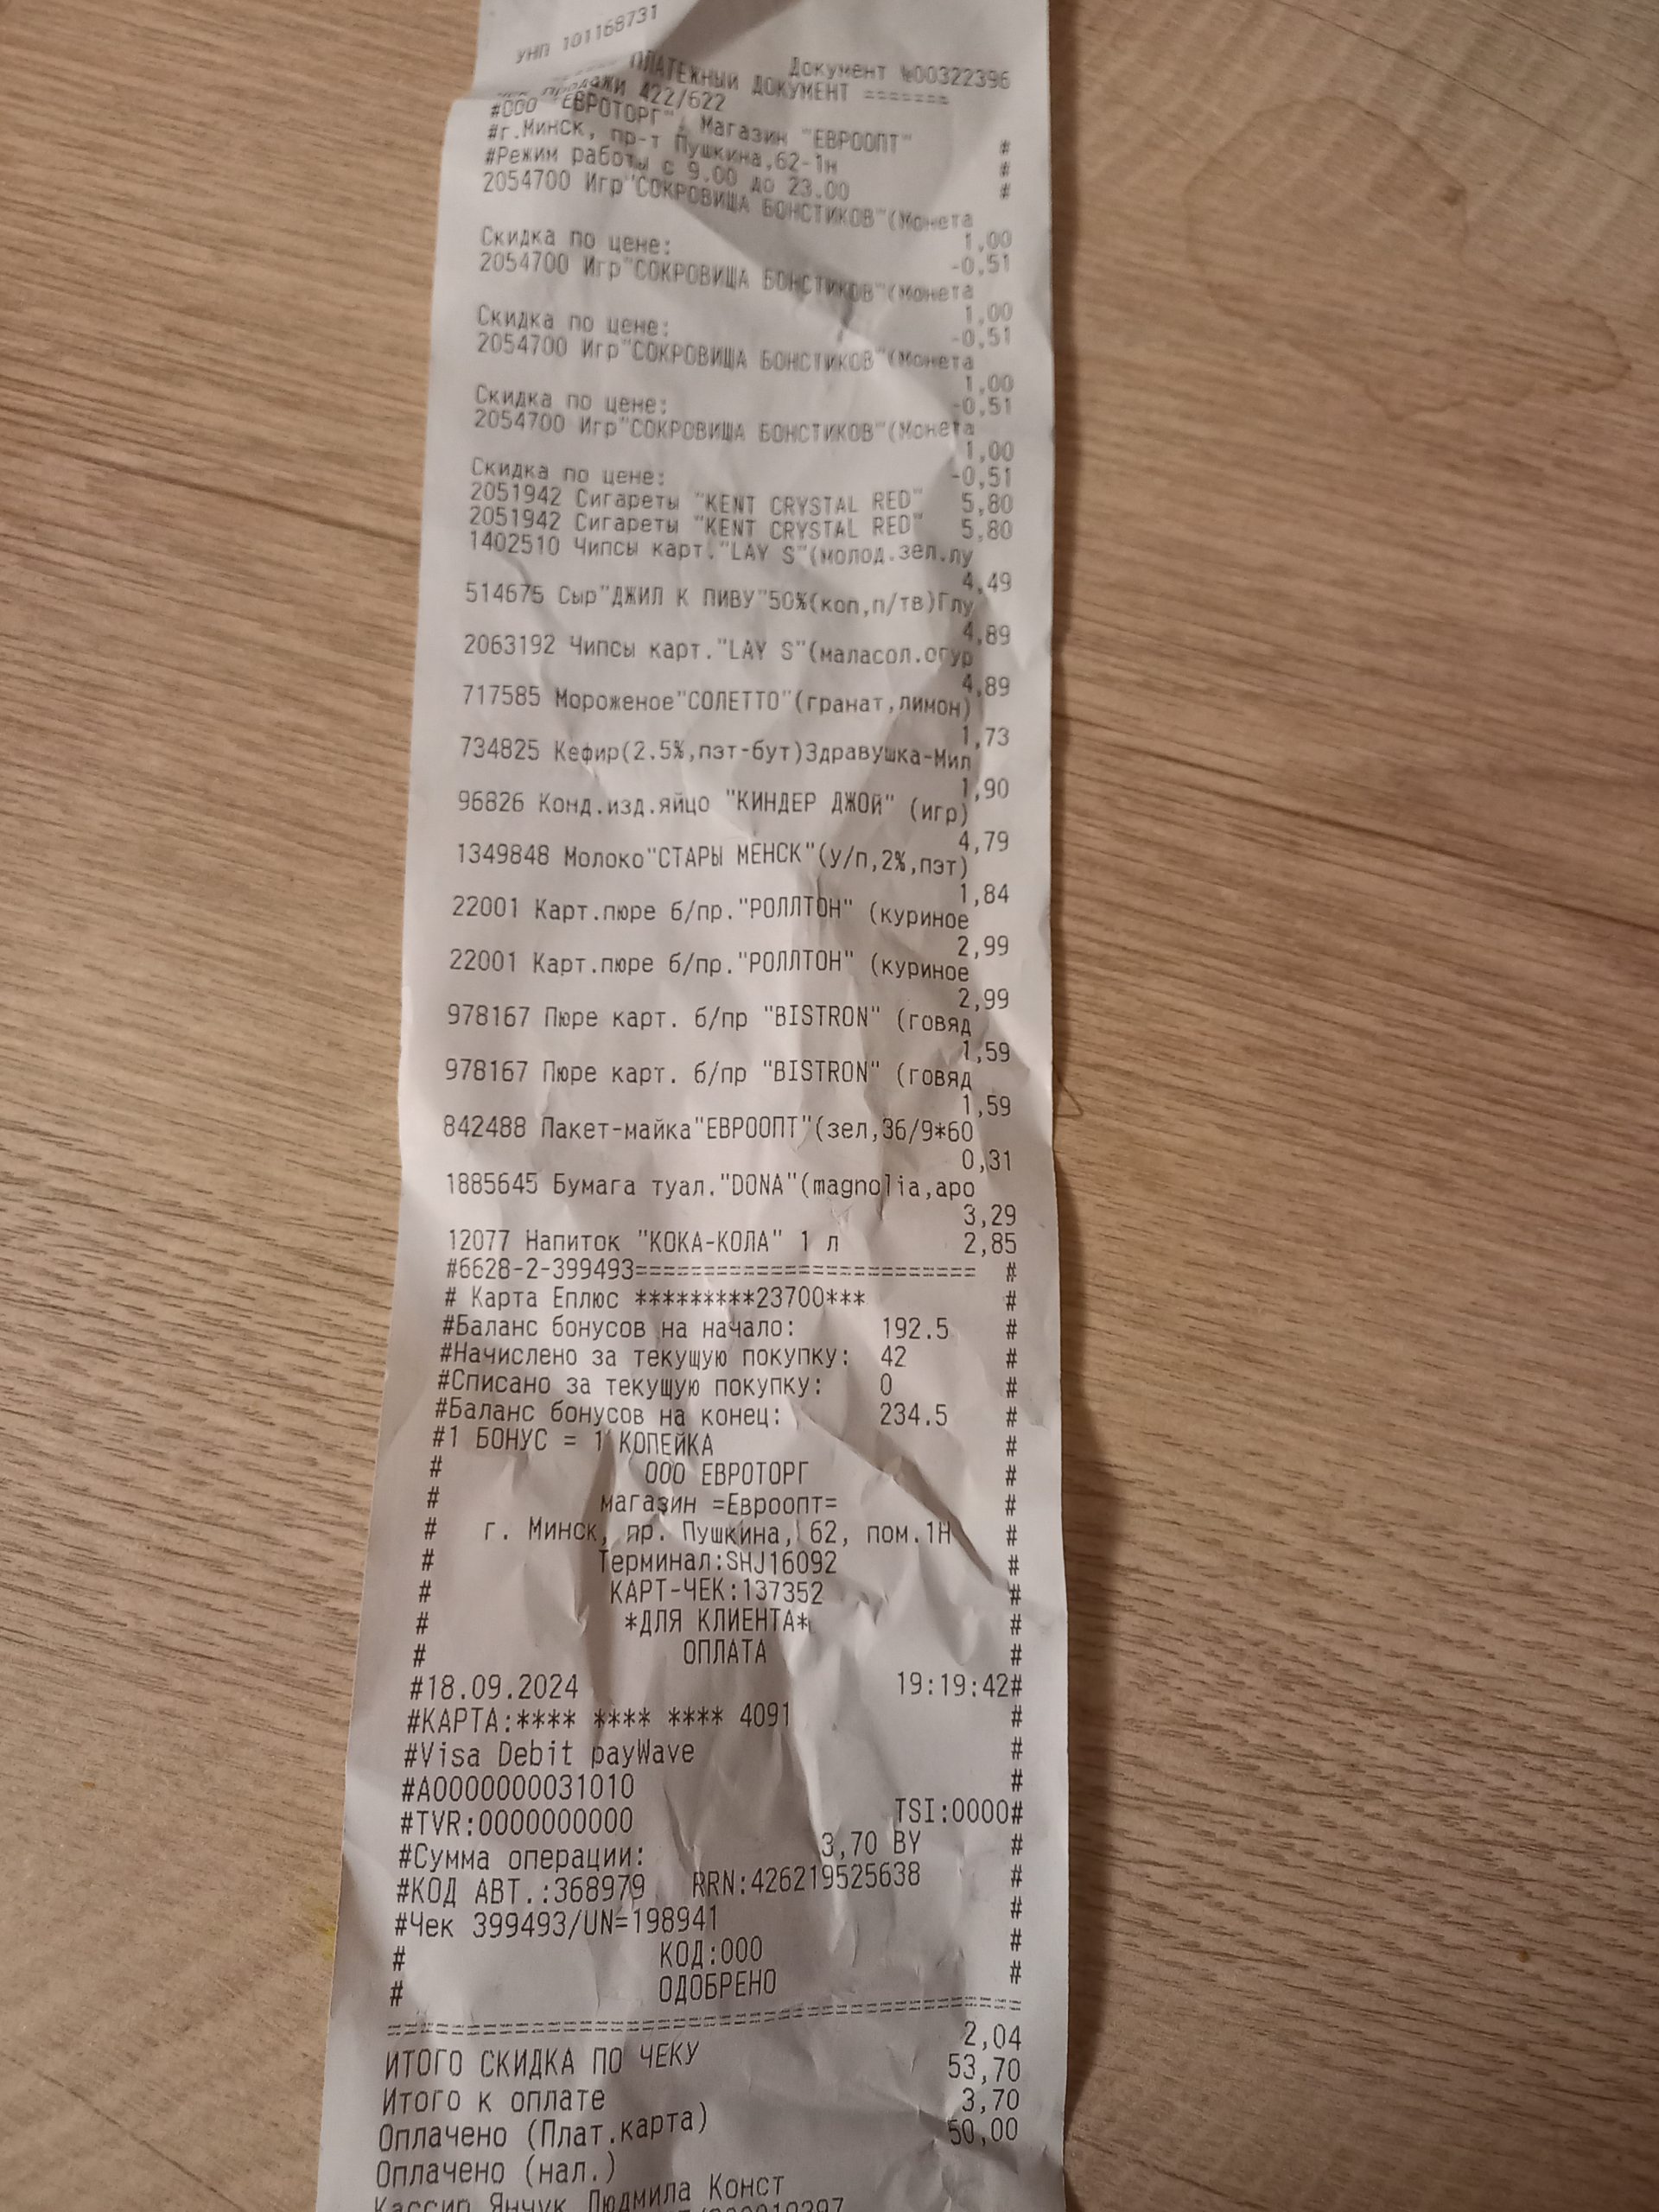 УНП 101168731
Документ №00322396
======= ПЛАТЕЖНЫЙ ДОКУМЕНТ =======
Чек продажи 422/622
#ООО "ЕВРОТОРГ", Магазин "ЕВРООПТ" #
#г.Минск, пр-т Пушкина,62-1н #
#Режим работы с 9.00 до 23.00 #
2054700 Игр"СОКРОВИЩА БОНСТИКОВ"(Монета
1,00
Скидка по цене: -0,51
2054700 Игр"СОКРОВИЩА БОНСТИКОВ"(Монета
1,00
Скидка по цене: -0,51
2054700 Игр"СОКРОВИЩА БОНСТИКОВ"(Монета
1,00
Скидка по цене: -0,51
2054700 Игр"СОКРОВИЩА БОНСТИКОВ"(Монета
1,00
Скидка по цене: -0,51
2051942 Сигареты "KENT CRYSTAL RED" 5,80
2051942 Сигареты "KENT CRYSTAL RED" 5,80
1402510 Чипсы карт."LAY S"(молод.зел.лу
4,49
514675 Сыр"ДЖИЛ К ПИВУ"50%(коп,п/тв)Глу
4,89
2063192 Чипсы карт."LAY S"(маласол.огур
4,89
717585 Мороженое"СОЛЕТТО"(гранат,лимон)
1,73
734825 Кефир(2.5%,пэт-бут)Здравушка-Мил
1,90
96826 Конд.изд.яйцо "КИНДЕР ДЖОЙ" (игр)
4,79
1349848 Молоко"СТАРЫ МЕНСК"(у/п,2%,пэт)
1,84
22001 Карт.пюре б/пр."РОЛЛТОН" (куриное
2,99
22001 Карт.пюре б/пр."РОЛЛТОН" (куриное
2,99
978167 Пюре карт. б/пр "BISTRON" (говяд
1,59
978167 Пюре карт. б/пр "BISTRON" (говяд
1,59
842488 Пакет-майка"ЕВРООПТ"(зел,36/9*60
0,31
1885645 Бумага туал."DONA"(magnolia,аро
3,29
12077 Напиток "КОКА-КОЛА" 1 л 2,85
#6628-2-399493========================== #
# Карта Еплюс *********23700*** #
#Баланс бонусов на начало: 192.5 #
#Начислено за текущую покупку: 42 #
#Списано за текущую покупку: 0 #
#Баланс бонусов на конец: 234.5 #
#1 БОНУС = 1 КОПЕЙКА #
# ООО ЕВРОТОРГ #
# магазин =Евроопт= #
# г. Минск, пр. Пушкина, 62, пом.1Н #
# Терминал:SHJ16092 #
# КАРТ-ЧЕК:137352 #
# *ДЛЯ КЛИЕНТА* #
# ОПЛАТА #
#18.09.2024 19:19:42#
#КАРТА:**** **** **** 4091 #
#Visa Debit payWave #
#A0000000031010 #
#TVR:0000000000 TSI:0000#
#Сумма операции: 3,70 BY #
#КОД АВТ.:368979 RRN:426219525638 #
#Чек 399493/UN=198941 #
# КОД:000 #
# ОДОБРЕНО #
ИТОГО СКИДКА ПО ЧЕКУ 2,04
Итого к оплате 53,70
Оплачено (Плат.карта) 3,70
Оплачено (нал.) 50,00
Кассир Янчук Людмила Конст